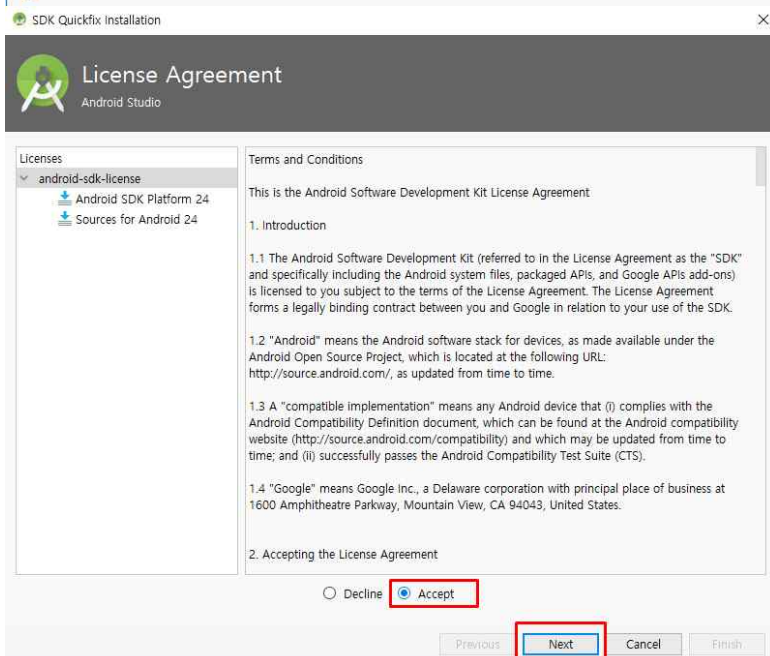 SDK Quickfix Installation
License Agreement
Android Studio
Licenses
android-sdk-license
Android SDK Platform 24
Sources for Android 24
Terms and Conditions
This is the Android Software Development Kit License Agreement
1. Introduction
1.1 The Android Software Development Kit (referred to in the License Agreement as the "SDK"
and specifically including the Android system files, packaged APIs, and Google APIs add-ons)
is licensed to you subject to the terms of the License Agreement. The License Agreement
forms a legally binding contract between you and Google in relation to your use of the SDK.
1.2 "Android" means the Android software stack for devices, as made available under the
Android Open Source Project, which is located at the following URL:
http://source.android.com/, as updated from time to time.
1.3 A "compatible implementation" means any Android device that (i) complies with the
Android Compatibility Definition document, which can be found at the Android compatibility
website (http://source.android.com/compatibility) and which may be updated from time to
time; and (ii) successfully passes the Android Compatibility Test Suite (CTS).
1.4 "Google" means Google Inc., a Delaware corporation with principal place of business at
1600 Amphitheatre Parkway, Mountain View, CA 94043, United States.
2. Accepting the License Agreement
Decline Accept
Previous Next Cancel Finish